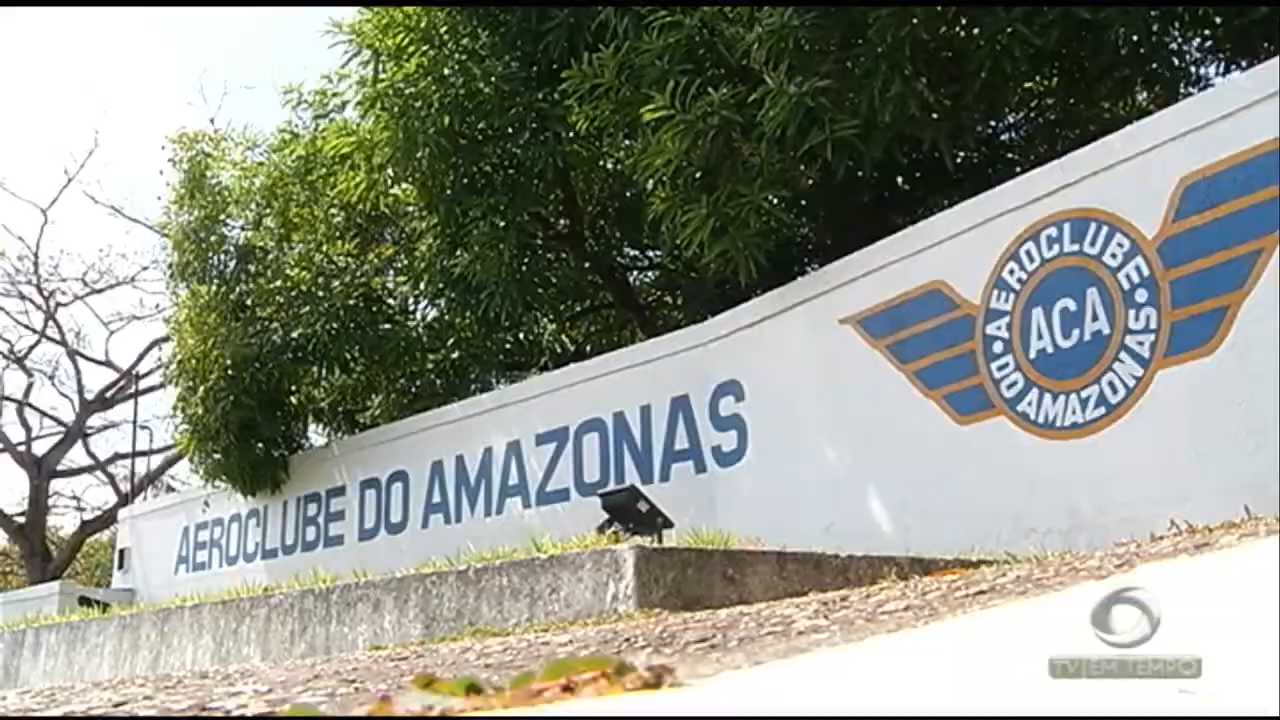 AEROCLUBE DO AMAZONAS
AEROCLUBE
ACA
DO AMAZONAS
TV EM TEMPO